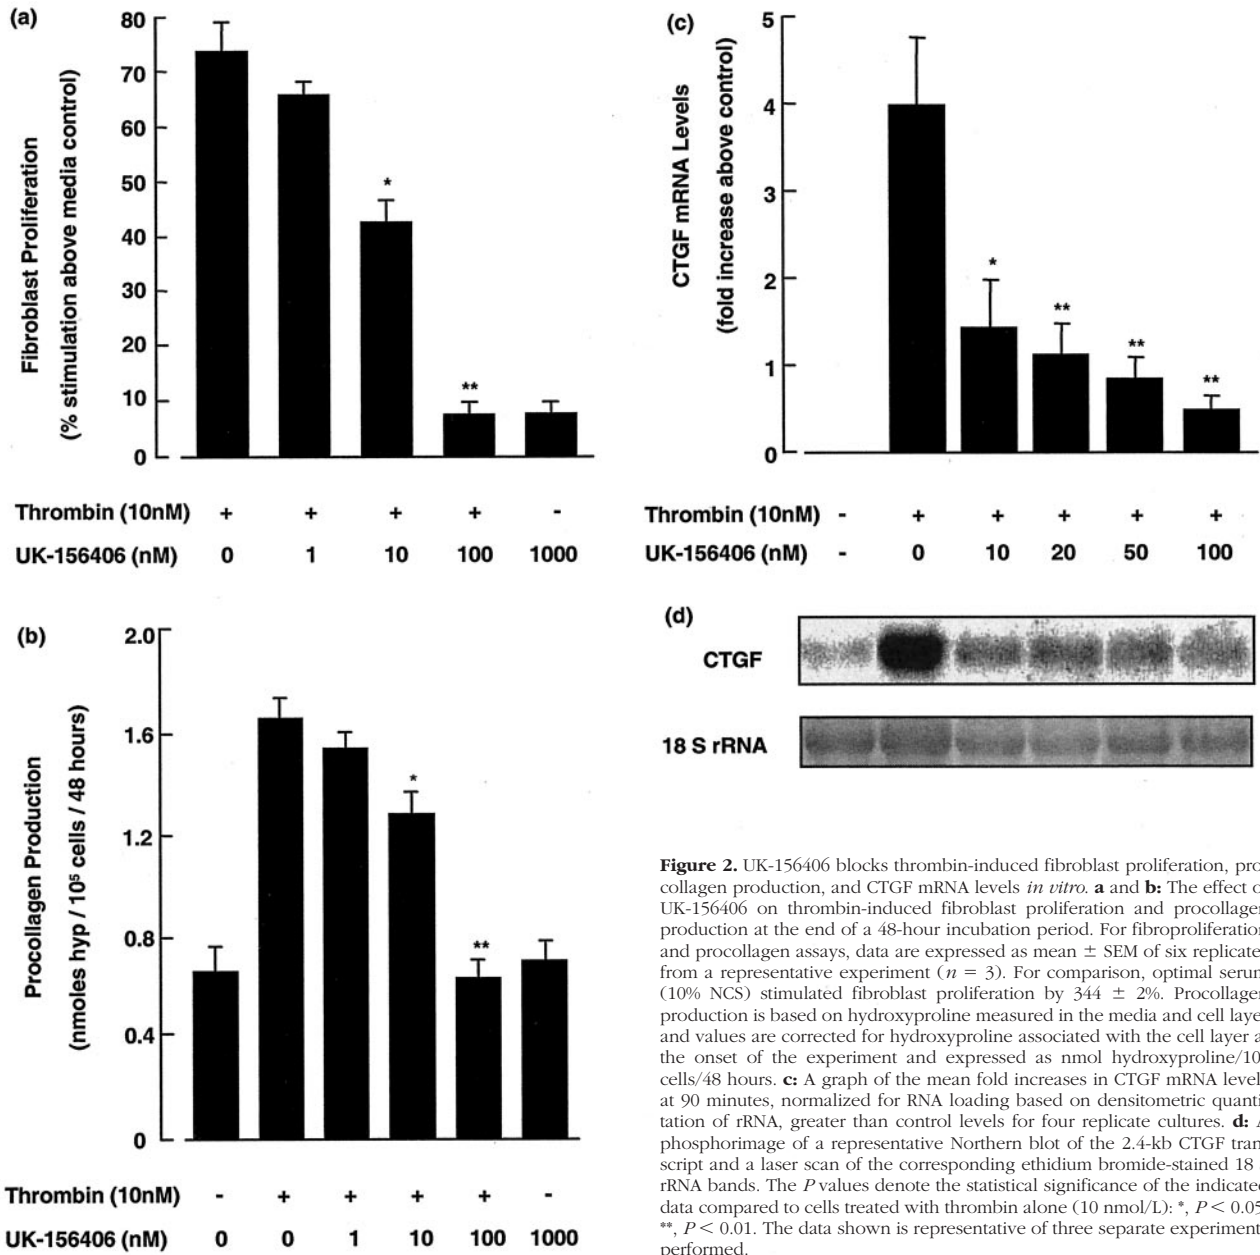 (a)
Fibroblast Proliferation
(% stimulation above media control)
80
70
60
50
40
30
20
10
0
*
**
Thrombin (10nM) + + + + -
UK-156406 (nM) 0 1 10 100 1000
(b)
Procollagen Production
(nmoles hyp / 10⁵ cells / 48 hours)
2.0
1.6
1.2
0.8
0.4
0
*
**
Thrombin (10nM) - + + + + -
UK-156406 (nM) 0 0 1 10 100 1000
(c)
CTGF mRNA Levels
(fold increase above control)
5
4
3
2
1
0
*
**
**
**
Thrombin (10nM) - + + + + +
UK-156406 (nM) - 0 10 20 50 100
(d)
CTGF
18 S rRNA
Figure 2. UK-156406 blocks thrombin-induced fibroblast proliferation, pro
collagen production, and CTGF mRNA levels in vitro. a and b: The effect o
UK-156406 on thrombin-induced fibroblast proliferation and procollagen
production at the end of a 48-hour incubation period. For fibroproliferation
and procollagen assays, data are expressed as mean ± SEM of six replicate
from a representative experiment (n = 3). For comparison, optimal serum
(10% NCS) stimulated fibroblast proliferation by 344 ± 2%. Procollagen
production is based on hydroxyproline measured in the media and cell laye
and values are corrected for hydroxyproline associated with the cell layer a
the onset of the experiment and expressed as nmol hydroxyproline/10
cells/48 hours. c: A graph of the mean fold increases in CTGF mRNA level
at 90 minutes, normalized for RNA loading based on densitometric quanti
tation of rRNA, greater than control levels for four replicate cultures. d: A
phosphorimage of a representative Northern blot of the 2.4-kb CTGF tran
script and a laser scan of the corresponding ethidium bromide-stained 18
rRNA bands. The P values denote the statistical significance of the indicated
data compared to cells treated with thrombin alone (10 nmol/L): *, P < 0.05
**, P < 0.01. The data shown is representative of three separate experiment
performed.